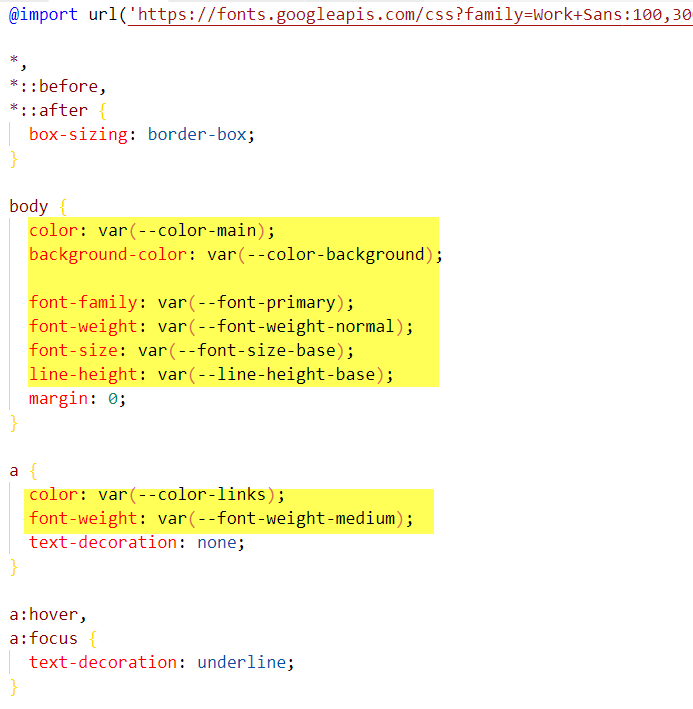 @import url('https://fonts.googleapis.com/css?family=Work+Sans:100,30
*,
*::before,
*::after {
box-sizing: border-box;
}
body {
color: var(--color-main);
background-color: var(--color-background);
font-family: var(--font-primary);
font-weight: var(--font-weight-normal);
font-size: var(--font-size-base);
line-height: var(--line-height-base);
margin: 0;
}
a {
color: var(--color-links);
font-weight: var(--font-weight-medium);
text-decoration: none;
}
a:hover,
a:focus {
text-decoration: underline;
}